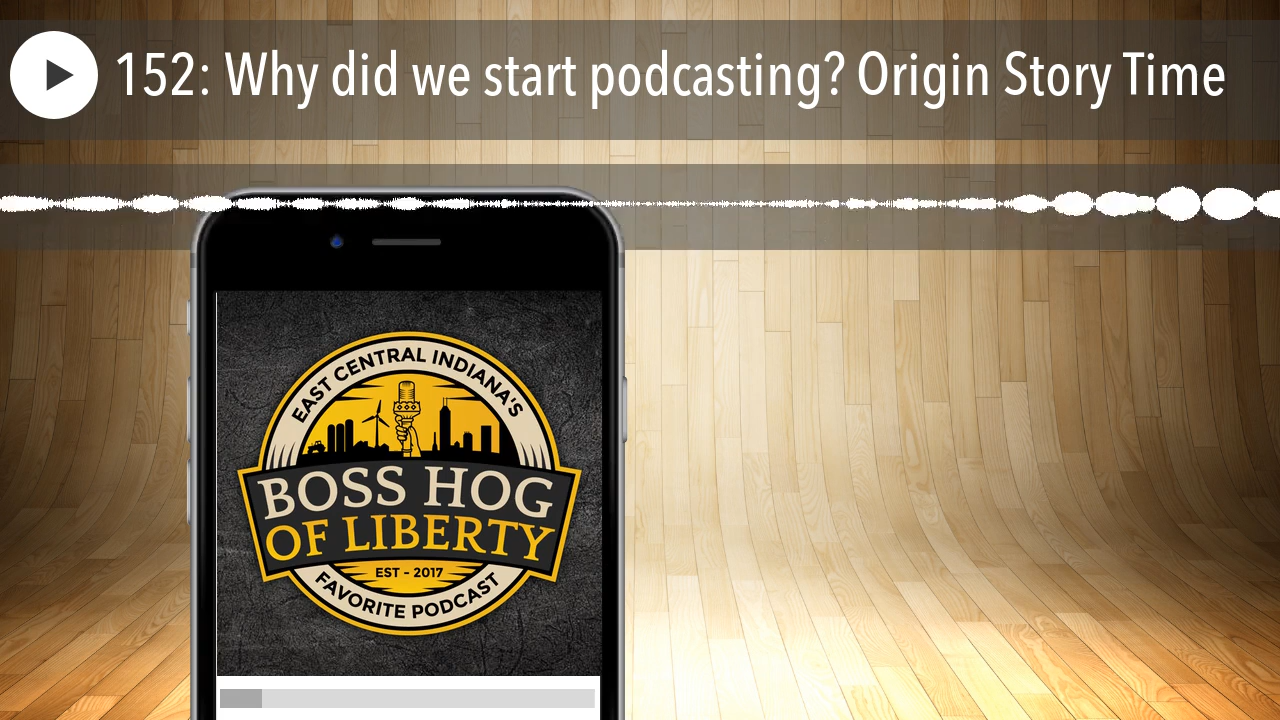 152: Why did we start podcasting? Origin Story Time
EAST CENTRAL INDIANA'S
BOSS HOG
OF LIBERTY
EST - 2017
FAVORITE PODCAST